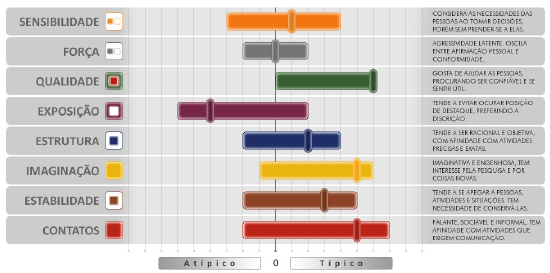 SENSIBILIDADE
CONSIDERA AS NECESSIDADES DAS
PESSOAS AO TOMAR DECISÕES,
PORÉM SEM PRENDER-SE A ELAS.
FORÇA
AGRESSIVIDADE LATENTE. OSCILA
ENTRE AFIRMAÇÃO PESSOAL E
CONFORMIDADE.
QUALIDADE
GOSTA DE AJUDAR AS PESSOAS,
PROCURANDO SER CONFIÁVEL E SE
SENTIR ÚTIL.
EXPOSIÇÃO
TENDE A EVITAR OCUPAR POSIÇÃO
DE DESTAQUE, PREFERINDO A
DISCRIÇÃO.
ESTRUTURA
TENDE A SER RACIONAL E OBJETIVA,
COM AFINIDADE COM ATIVIDADES
PRECISAS E EXATAS.
IMAGINAÇÃO
IMAGINATIVA E ENGENHOSA, TEM
INTERESSE PELA PESQUISA E POR
COISAS NOVAS.
ESTABILIDADE
TENDE A SE APEGAR A PESSOAS,
ATIVIDADES E SITUAÇÕES. TEM
NECESSIDADE DE CONSERVÁ-LAS.
CONTATOS
FALANTE, SOCIÁVEL E INFORMAL, TEM
AFINIDADE COM ATIVIDADES QUE
EXIGEM COMUNICAÇÃO.
Atípico 0 Típico